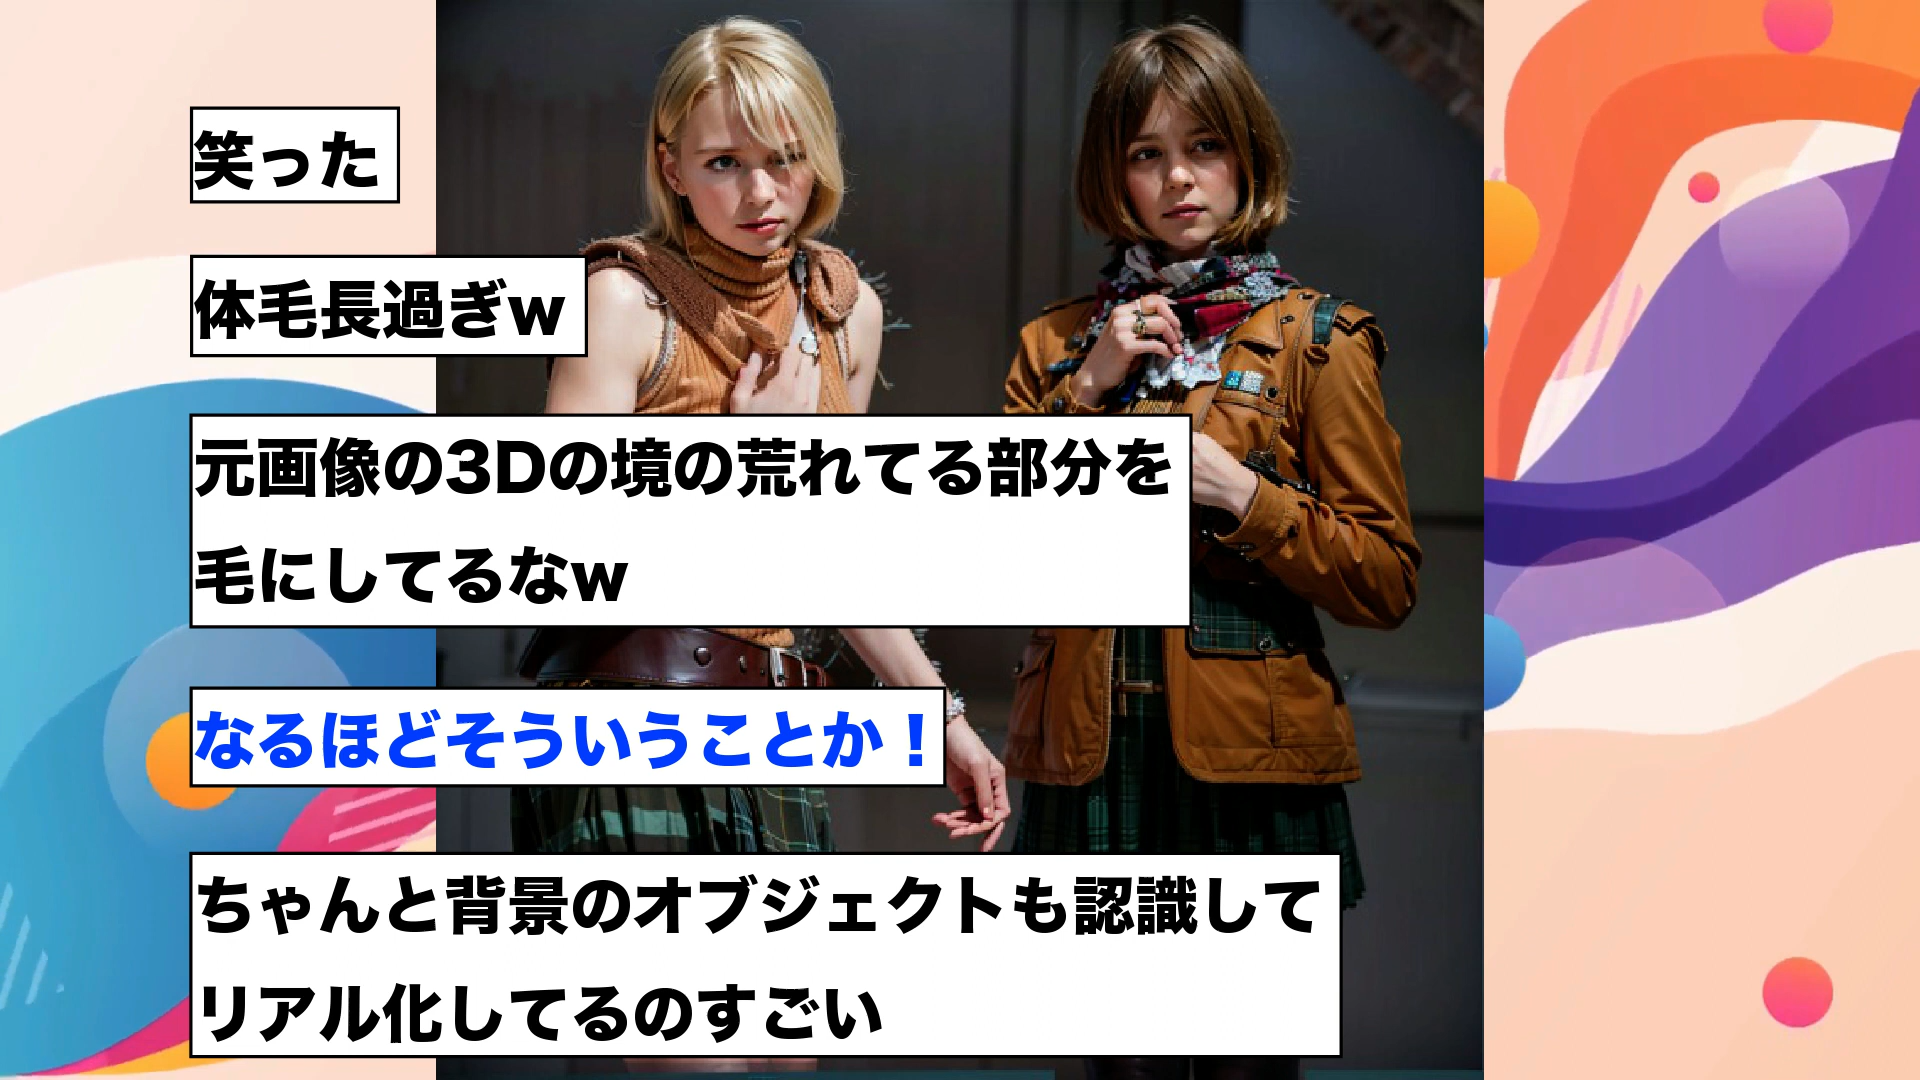 笑った
体毛長過ぎw
元画像の3Dの境の荒れてる部分を
毛にしてるなw
なるほどそういうことか！
ちゃんと背景のオブジェクトも認識して
リアル化してるのすごい